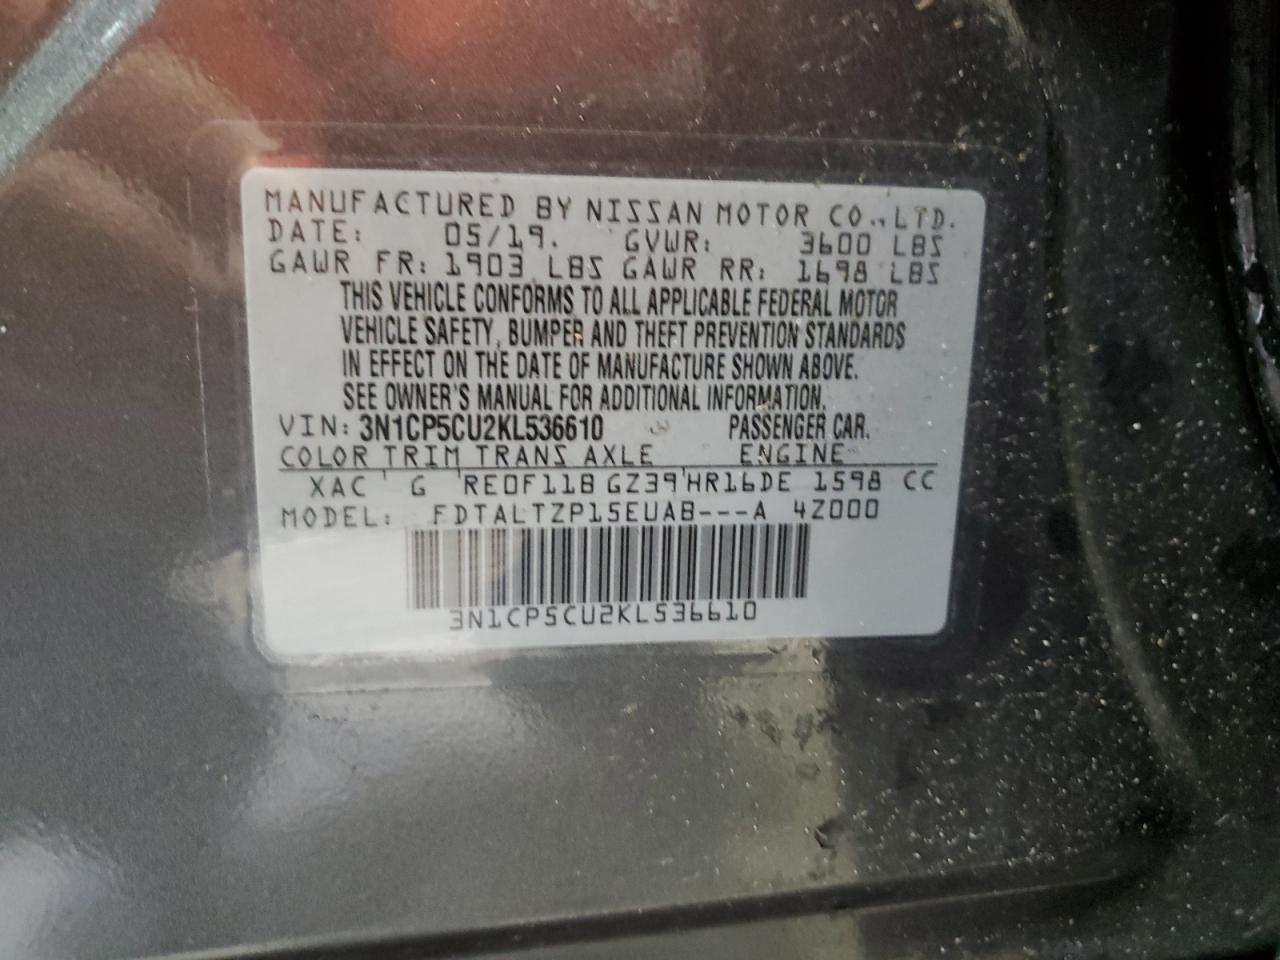 MANUFACTURED BY NISSAN MOTOR CO., LTD.
DATE: 05/19. GVWR: 3600 LBS
GAWR FR: 1903 LBS GAWR RR: 1698 LBS
THIS VEHICLE CONFORMS TO ALL APPLICABLE FEDERAL MOTOR
VEHICLE SAFETY, BUMPER AND THEFT PREVENTION STANDARDS
IN EFFECT ON THE DATE OF MANUFACTURE SHOWN ABOVE.
SEE OWNER'S MANUAL FOR ADDITIONAL INFORMATION.
VIN: 3N1CP5CU2KL536610 PASSENGER CAR.
COLOR TRIM TRANS AXLE ENGINE
XAC G RE0F11B GZ39 HR16DE 1598 CC
MODEL: FDTALTZP15EUAB---A 4Z000
3N1CP5CU2KL536610